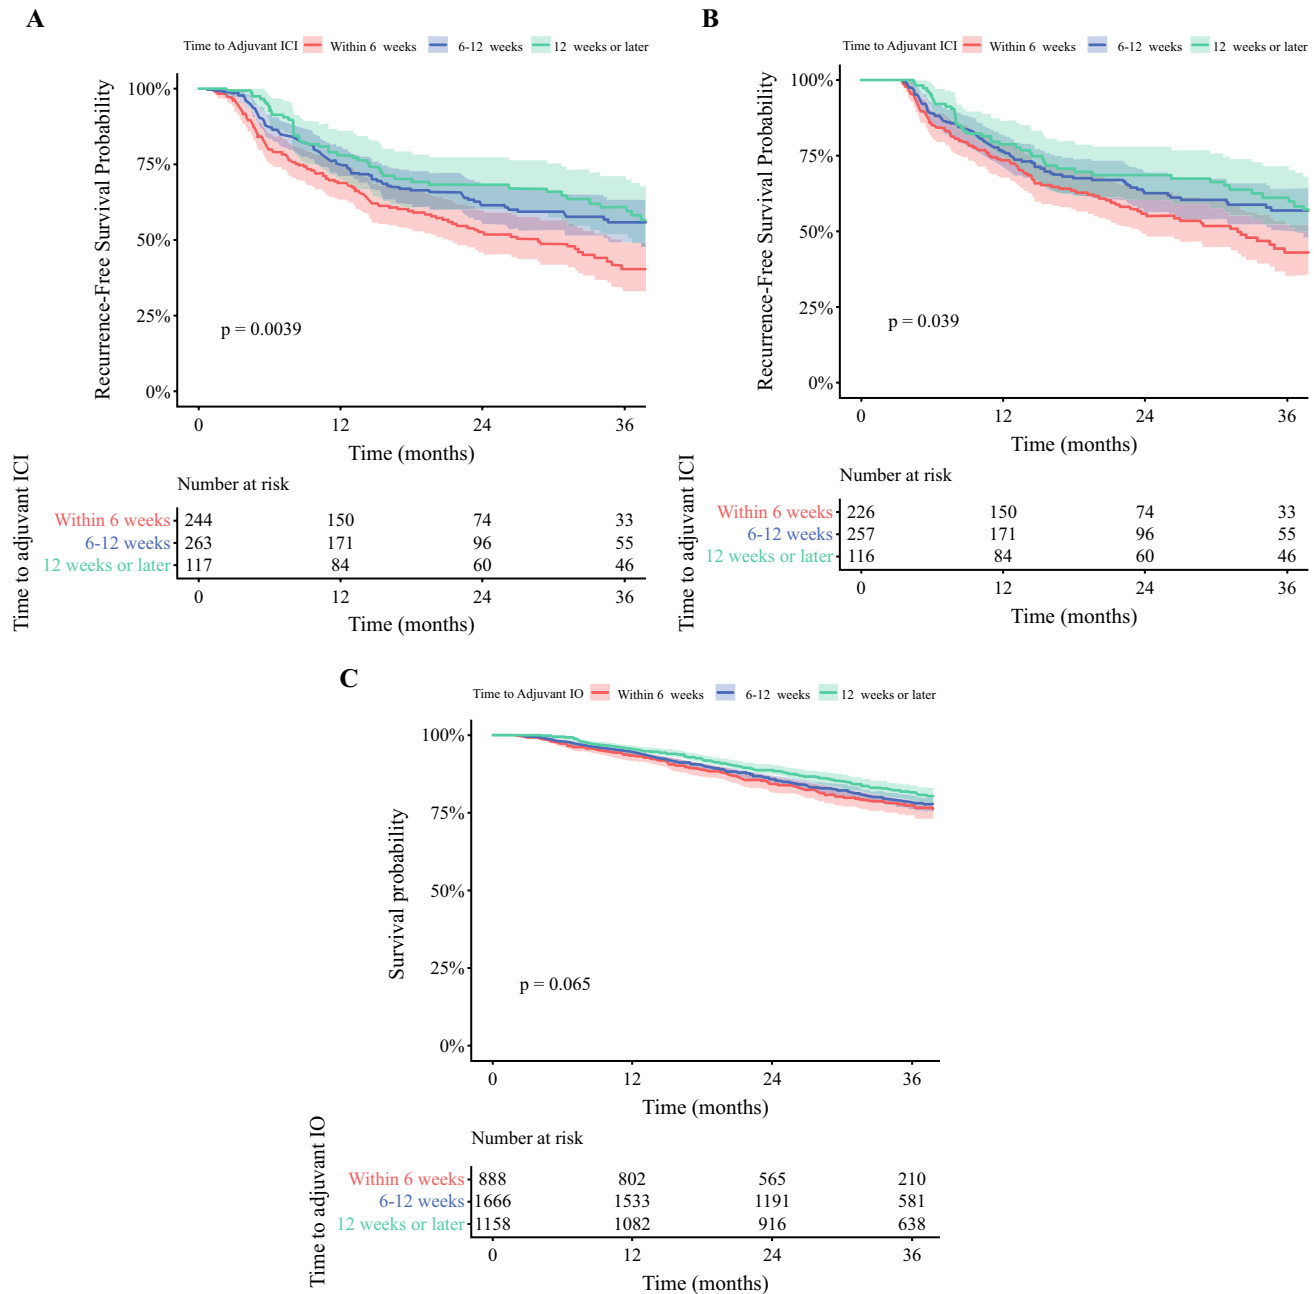 A
Time to Adjuvant ICI Within 6 weeks 6-12 weeks 12 weeks or later
Recurrence-Free Survival Probability
100%
75%
50%
25%
0%
p = 0.0039
0 12 24 36
Time (months)
Time to adjuvant ICI
Number at risk
Within 6 weeks 244 150 74 33
6-12 weeks 263 171 96 55
12 weeks or later 117 84 60 46
0 12 24 36
Time (months)
B
Time to Adjuvant ICI Within 6 weeks 6-12 weeks 12 weeks or later
Recurrence-Free Survival Probability
100%
75%
50%
25%
0%
p = 0.039
0 12 24 36
Time (months)
Time to adjuvant ICI
Number at risk
Within 6 weeks 226 150 74 33
6-12 weeks 257 171 96 55
12 weeks or later 116 84 60 46
0 12 24 36
Time (months)
C
Time to Adjuvant IO Within 6 weeks 6-12 weeks 12 weeks or later
Survival probability
100%
75%
50%
25%
0%
p = 0.065
0 12 24 36
Time (months)
Time to adjuvant IO
Number at risk
Within 6 weeks 888 802 565 210
6-12 weeks 1666 1533 1191 581
12 weeks or later 1158 1082 916 638
0 12 24 36
Time (months)